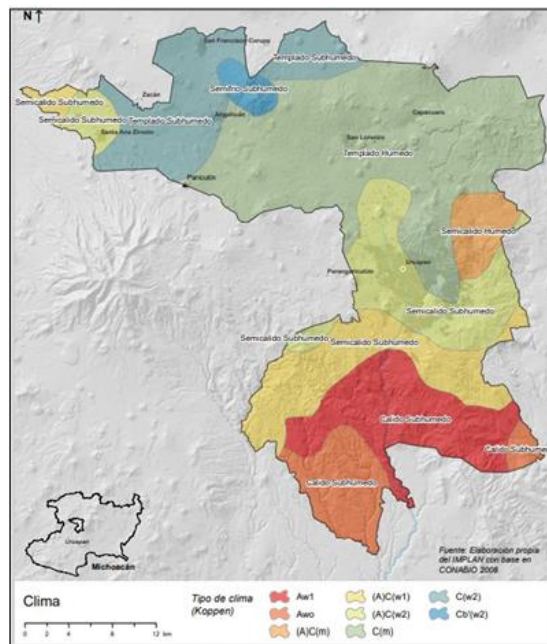 N
San Francisco Corupo
Templado Subhumedo
Semifrio Subhumedo
Zacán
Semicalido Subhumedo
Angahuan
Capacuaro
Semicalido Subhumedo
Templado Subhumedo
Santa Ana Zirosto
San Lorenzo
Templado Humedo
Paricutín
Semicalido Humedo
Uruapan
Semicalido Subhumedo
Semicalido Subhumedo
Semicalido Subhumedo
Calido Subhumedo
Calido Subhumedo
Calido Subhumedo
Uruapan
Michoacán
Fuente: Elaboración propia
del IMPLAN con base en
CONABIO 2008.
Clima
Tipo de clima
(Koppen)
Aw1
Awo
(A)C(m)
(A)C(w1)
(A)C(w2)
C(m)
C(w2)
Cb'(w2)
0 2 4 8 12
km